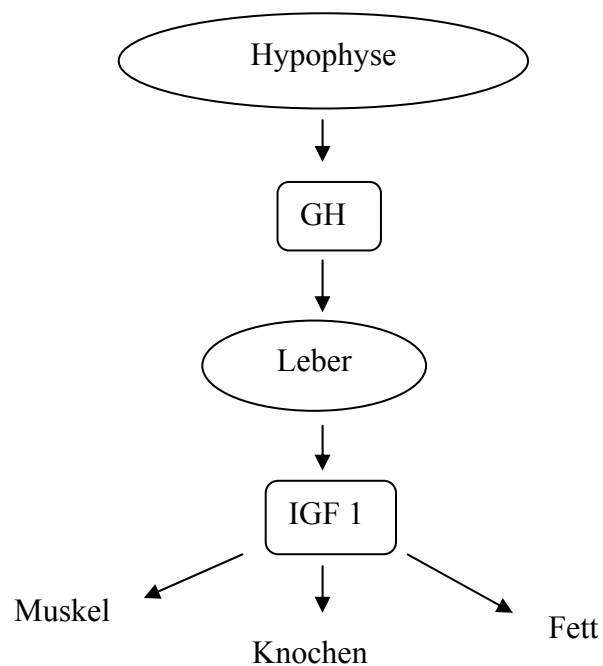 Hypophyse
GH
Leber
IGF 1
Muskel
Knochen
Fett